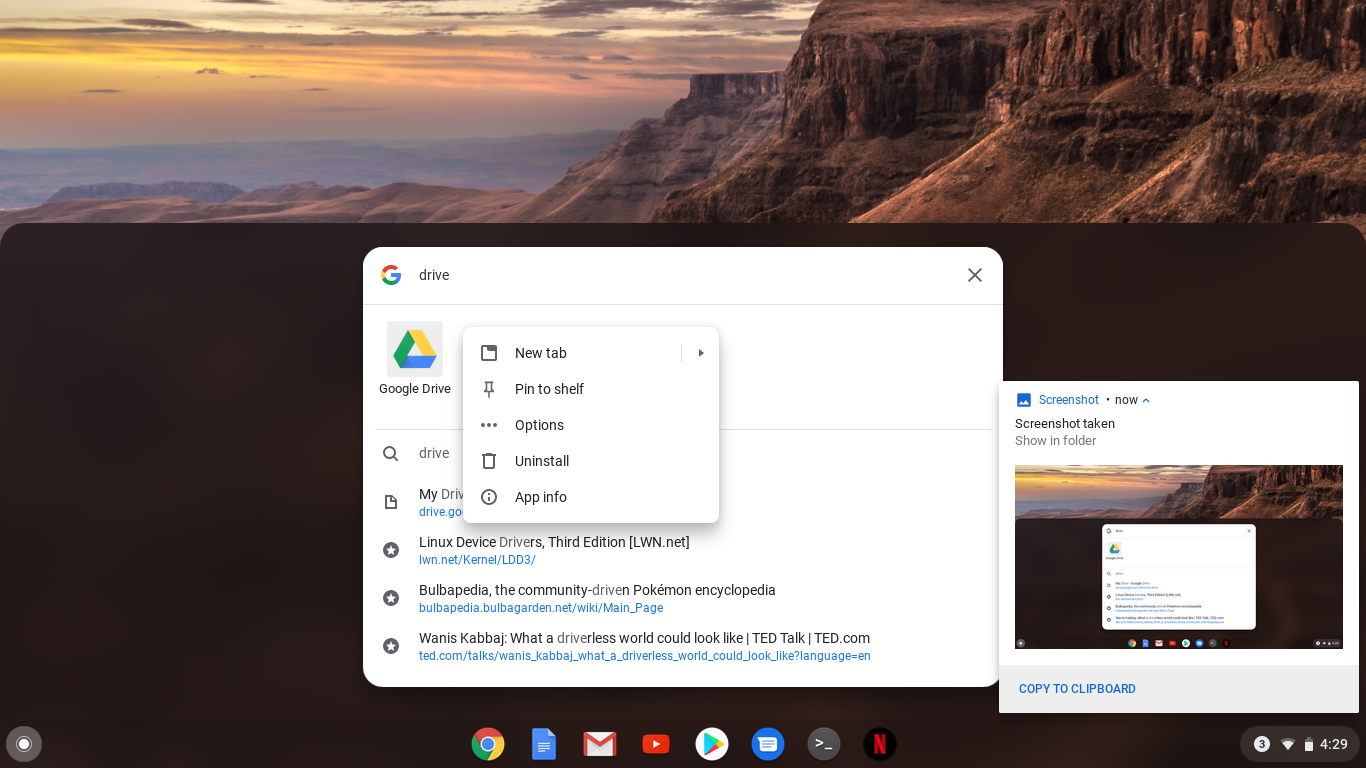 drive
Google Drive
New tab
Pin to shelf
Options
Uninstall
App info
drive
My Driv
drive.go
Linux Device Drivers, Third Edition [LWN.net]
lwn.net/Kernel/LDD3/
Bulbapedia, the community-driven Pokémon encyclopedia
bulbapedia.bulbagarden.net/wiki/Main_Page
Wanis Kabbaj: What a driverless world could look like | TED Talk | TED.com
ted.com/talks/wanis_kabbaj_what_a_driverless_world_could_look_like?language=en
Screenshot • now
Screenshot taken
Show in folder
COPY TO CLIPBOARD
>_
N
3
4:29